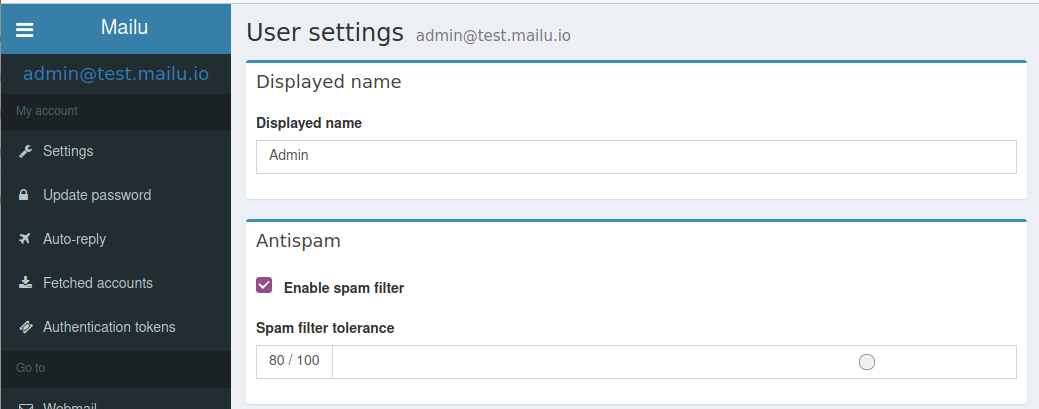 Mailu
admin@test.mailu.io
My account
Settings
Update password
Auto-reply
Fetched accounts
Authentication tokens
Go to
Webmail
User settings admin@test.mailu.io
Displayed name
Displayed name
Admin
Antispam
Enable spam filter
Spam filter tolerance
80 / 100